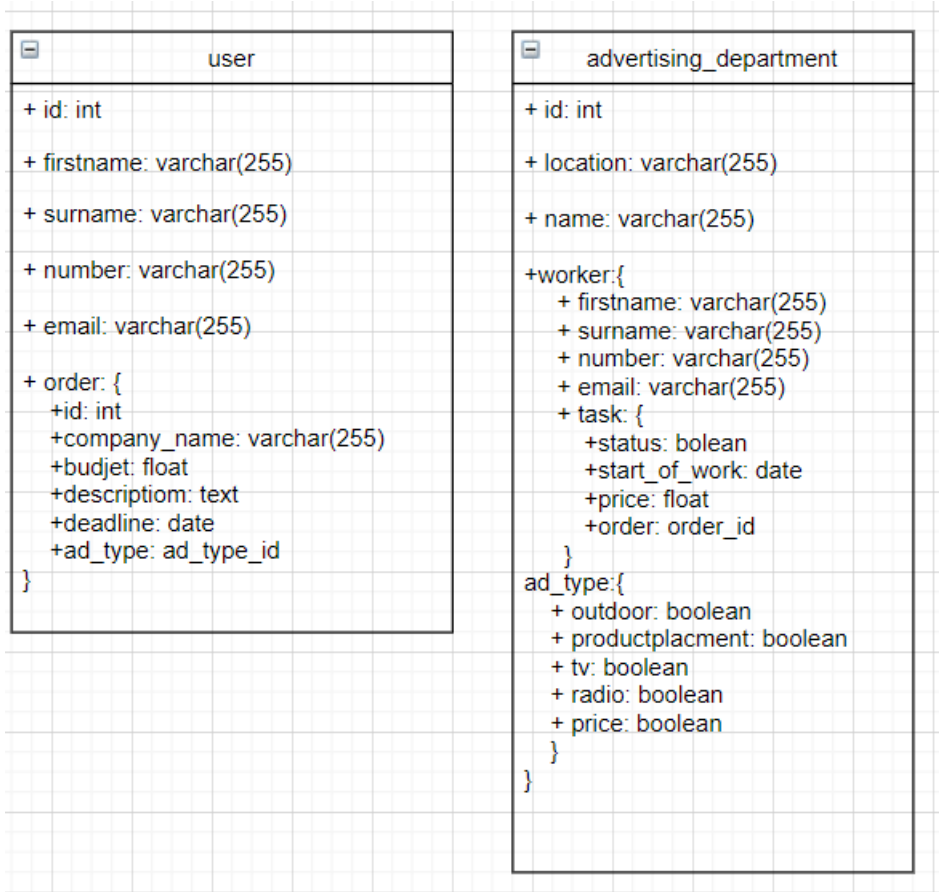 user
+ id: int
+ firstname: varchar(255)
+ surname: varchar(255)
+ number: varchar(255)
+ email: varchar(255)
+ order: {
+id: int
+company_name: varchar(255)
+budjet: float
+descriptiom: text
+deadline: date
+ad_type: ad_type_id
}
advertising_department
+ id: int
+ location: varchar(255)
+ name: varchar(255)
+worker:{
+ firstname: varchar(255)
+ surname: varchar(255)
+ number: varchar(255)
+ email: varchar(255)
+ task: {
+status: bolean
+start_of_work: date
+price: float
+order: order_id
}
ad_type:{
+ outdoor: boolean
+ productplacment: boolean
+ tv: boolean
+ radio: boolean
+ price: boolean
}
}